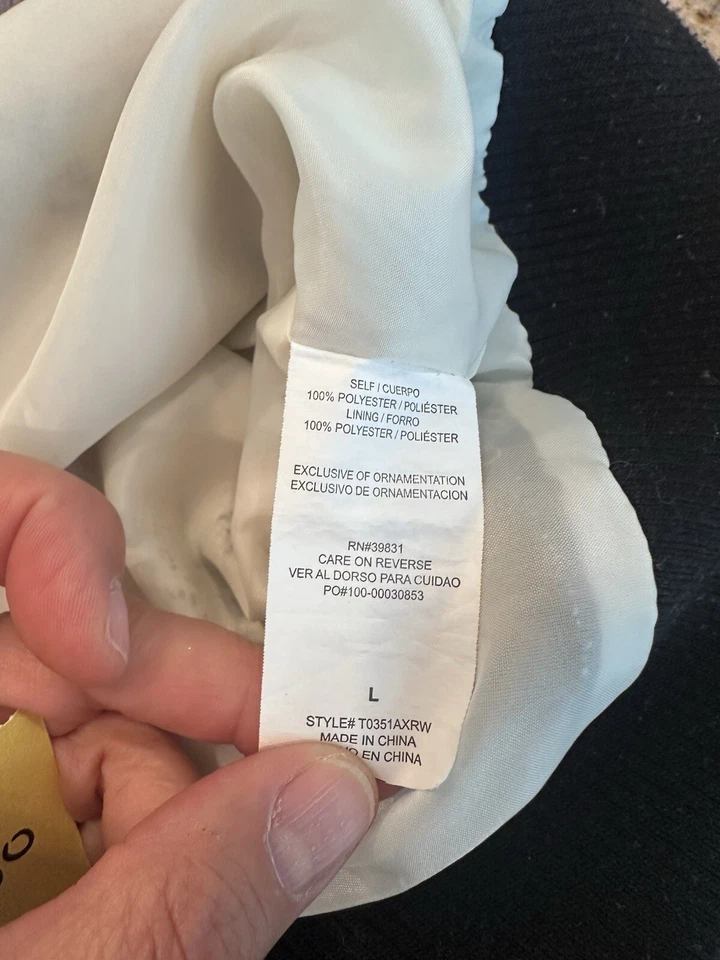 SELF / CUERPO
100% POLYESTER / POLIÉSTER
LINING / FORRO
100% POLYESTER / POLIÉSTER
EXCLUSIVE OF ORNAMENTATION
EXCLUSIVO DE ORNAMENTACION
RN#39831
CARE ON REVERSE
VER AL DORSO PARA CUIDAO
PO#100-00030853
L
STYLE# T0351AXRW
MADE IN CHINA
EN CHINA